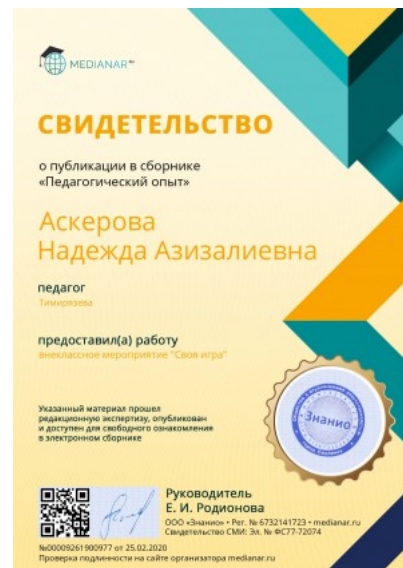 MEDIANAR
СВИДЕТЕЛЬСТВО
о публикации в сборнике
«Педагогический опыт»
Аскерова
Надежда Азизалиевна
педагог
Тимирязева
предоставил(а) работу
внеклассное мероприятие "Своя игра"
Указанный материал прошел
редакционную экспертизу, опубликован
и доступен для свободного ознакомления
в электронном сборнике
Знанио
Руководитель
Е. И. Родионова
ООО «Знанио» • Рег. № 6732141723 • medianar.ru
Свидетельство СМИ: Эл. № ФС77-72074
№00009261900977 от 25.02.2020
Проверка подлинности на сайте организатора medianar.ru